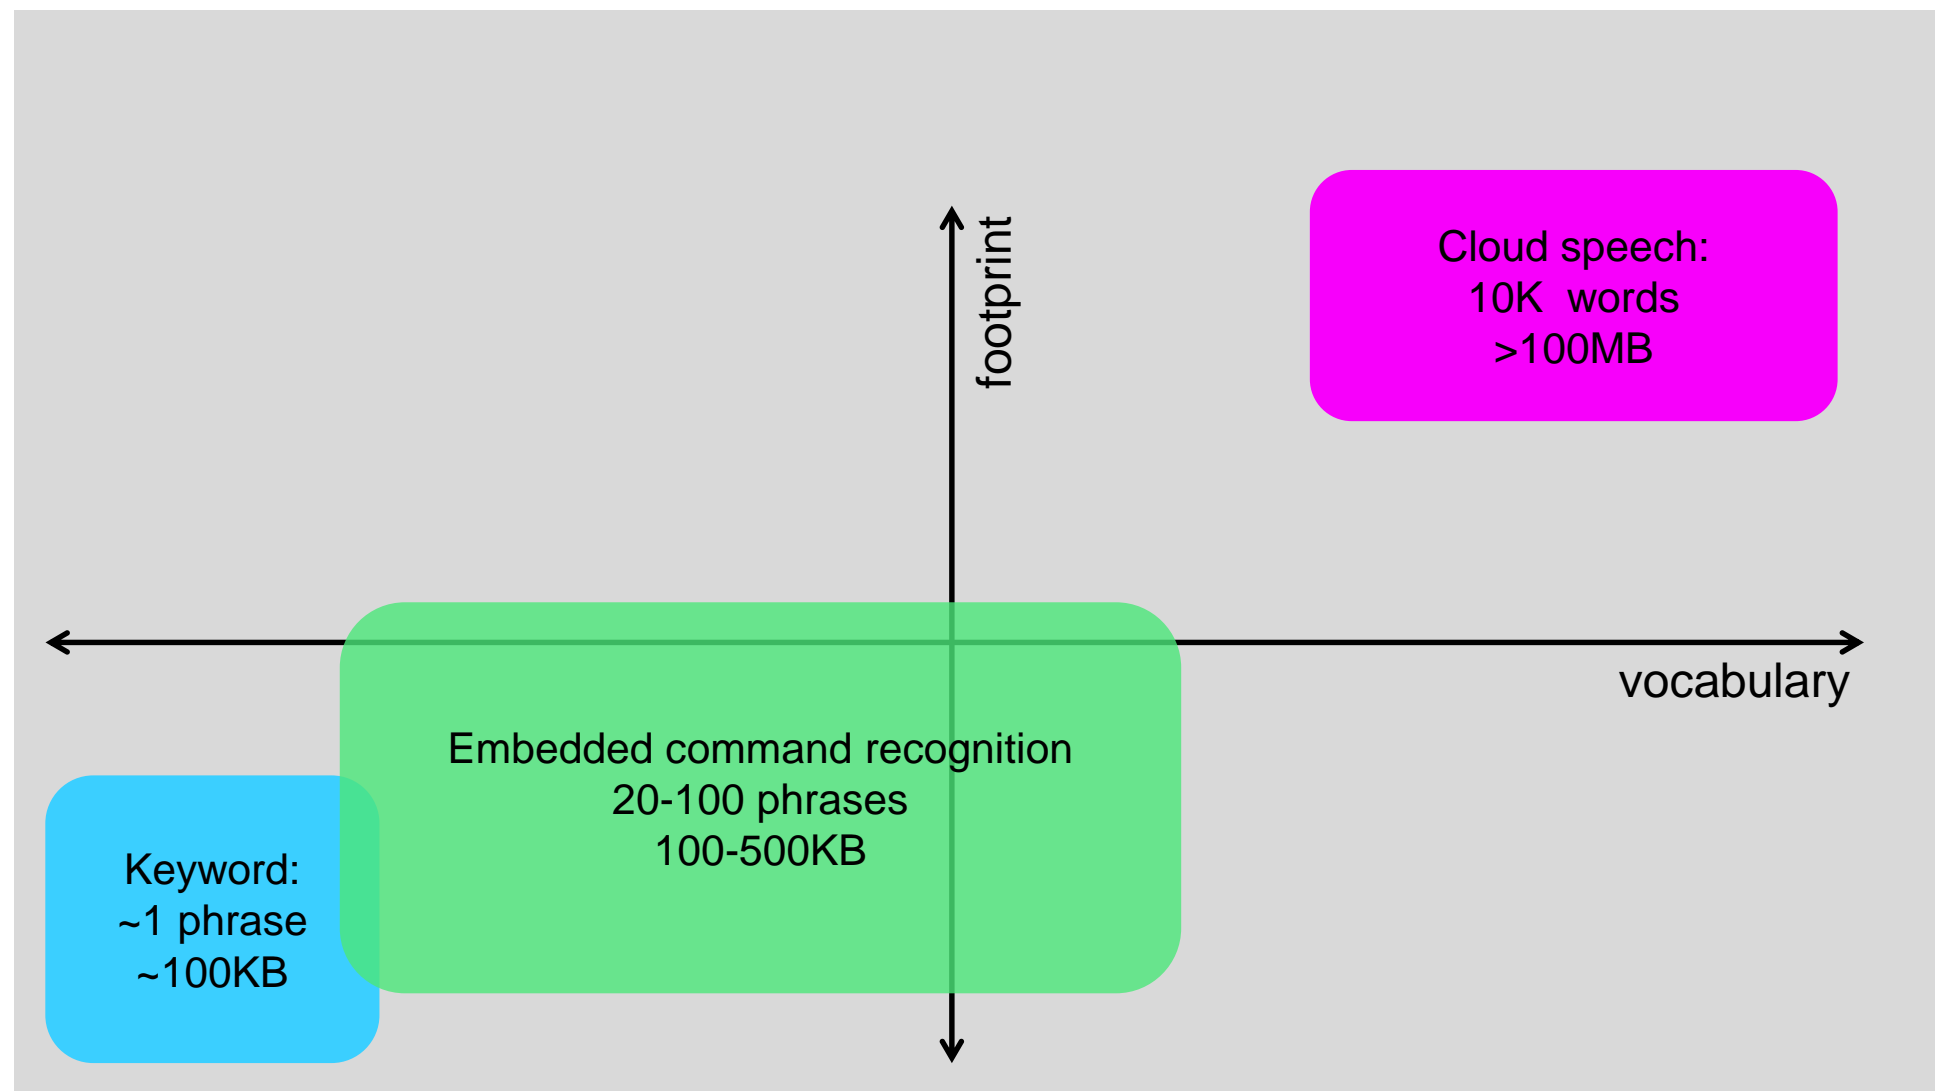 footprint
Cloud speech:
10K  words
>100MB
vocabulary
Embedded command recognition
20-100 phrases
100-500KB
Keyword:
~1 phrase
~100KB